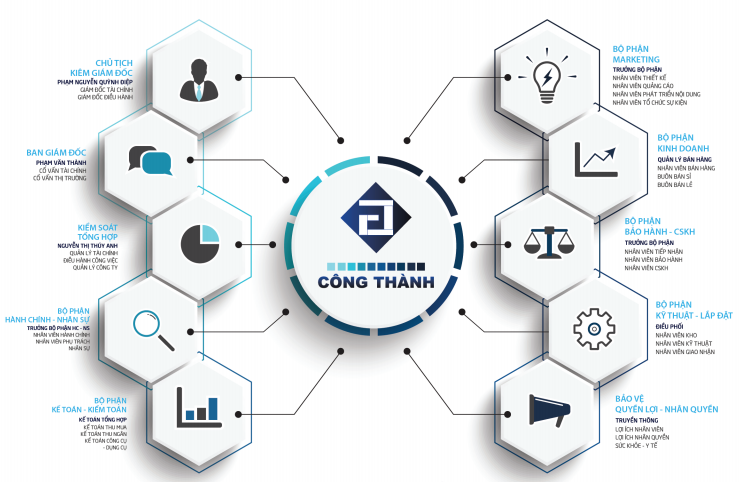 CHỦ TỊCH
KIÊM GIÁM ĐỐC
PHẠM NGUYỄN QUỲNH ĐIỆP
GIÁM ĐỐC TÀI CHÍNH
GIÁM ĐỐC ĐIỀU HÀNH
BAN GIÁM ĐỐC
PHẠM VĂN THÀNH
CỐ VẤN TÀI CHÍNH
CỐ VẤN THỊ TRƯỜNG
KIỂM SOÁT
TỔNG HỢP
NGUYỄN THỊ THÙY ANH
QUẢN LÝ TÀI CHÍNH
ĐIỀU HÀNH CÔNG VIỆC
QUẢN LÝ CÔNG TY
BỘ PHẬN
HÀNH CHÍNH - NHÂN SỰ
TRƯỞNG BỘ PHẬN HC - NS
NHÂN VIÊN HÀNH CHÍNH
NHÂN VIÊN PHỤ TRÁCH
NHÂN SỰ
BỘ PHẬN
KẾ TOÁN - KIỂM TOÁN
KẾ TOÁN TỔNG HỢP
KẾ TOÁN THU MUA
KẾ TOÁN THU NGÂN
KẾ TOÁN CÔNG CỤ
- DỤNG CỤ
CÔNG THÀNH
BỘ PHẬN
MARKETING
TRƯỞNG BỘ PHẬN
NHÂN VIÊN THIẾT KẾ
NHÂN VIÊN QUẢNG CÁO
NHÂN VIÊN PHÁT TRIỂN NỘI DUNG
NHÂN VIÊN TỔ CHỨC SỰ KIỆN
BỘ PHẬN
KINH DOANH
QUẢN LÝ BÁN HÀNG
NHÂN VIÊN BÁN HÀNG
BUÔN BÁN SỈ
BUÔN BÁN LẺ
BỘ PHẬN
BẢO HÀNH - CSKH
TRƯỞNG BỘ PHẬN
NHÂN VIÊN TIẾP NHẬN
NHÂN VIÊN BẢO HÀNH
NHÂN VIÊN CSKH
BỘ PHẬN
KỸ THUẬT - LẮP ĐẶT
ĐIỀU PHỐI
NHÂN VIÊN KHO
NHÂN VIÊN KỸ THUẬT
NHÂN VIÊN GIAO NHẬN
BẢO VỆ
QUYỀN LỢI - NHÂN QUYỀN
TRUYỀN THÔNG
LỢI ÍCH NHÂN VIÊN
LỢI ÍCH NHÂN QUYỀN
SỨC KHỎE - Y TẾ